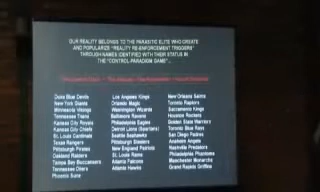 OUR REALITY BELONGS TO THE PARASITIC ELITE WHO CREATE
AND POPULARIZE "REALITY RE-ENFORCEMENT TRIGGERS"
THROUGH NAMES IDENTIFIED WITH THEIR STATUS IN
THE "CONTROL PARADIGM GAME"...
Duke Blue Devils
New York Giants
Minnesota Vikings
Tennessee Titans
Kansas City Royals
Kansas City Chiefs
St. Louis Cardinals
Texas Rangers
Pittsburgh Pirates
Oakland Raiders
Tampa Bay Buccaneers
Tennessee Oilers
Phoenix Suns
Los Angeles Kings
Orlando Magic
Washington Wizards
Baltimore Ravens
Philadelphia Eagles
Detroit Lions (Spartans)
Seattle Seahawks
Pittsburgh Steelers
New England Patriots
St. Louis Rams
Atlanta Falcons
Atlanta Hawks
New Orleans Saints
Toronto Raptors
Sacramento Kings
Houston Rockets
Golden State Warriors
Toronto Blue Jays
San Diego Padres
Anaheim Angels
Nashville Predators
Philadelphia Phantoms
Manchester Monarchs
Grand Rapids Griffins